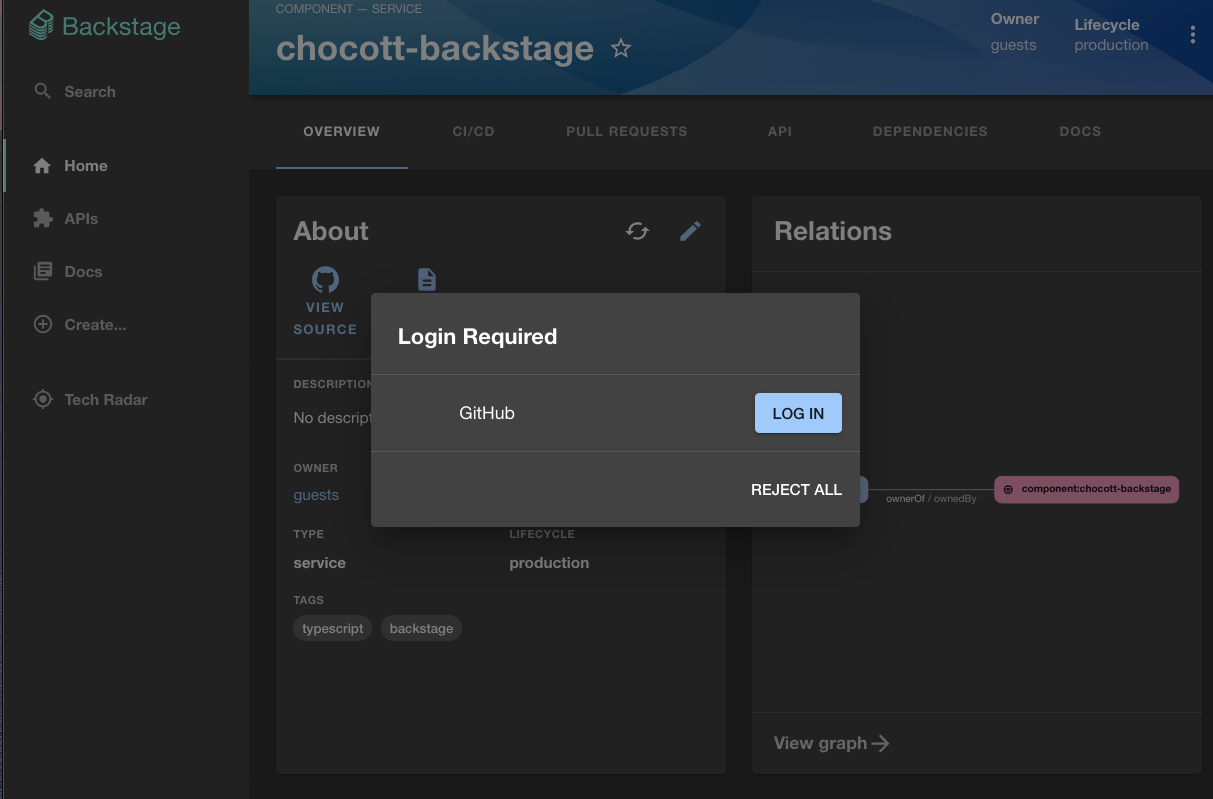 Backstage
Search
Home
APIs
Docs
Create...
Tech Radar
COMPONENT — SERVICE
chocott-backstage
Owner
guests
Lifecycle
production
OVERVIEW
CI/CD
PULL REQUESTS
API
DEPENDENCIES
DOCS
About
VIEW
SOURCE
DESCRIPTION
No descript
OWNER
guests
TYPE
service
LIFECYCLE
production
TAGS
typescript
backstage
Login Required
GitHub
LOG IN
REJECT ALL
Relations
ownerOf / ownedBy
component:chocott-backstage
View graph